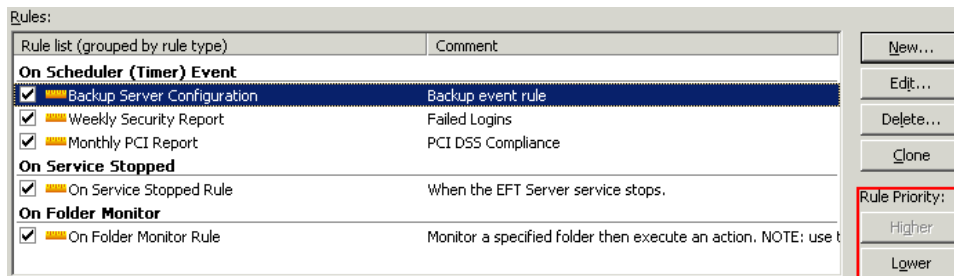 Rules:
Rule list (grouped by rule type) Comment
New...
On Scheduler (Timer) Event
Backup Server Configuration Backup event rule
Edit...
Weekly Security Report Failed Logins
Delete...
Monthly PCI Report PCI DSS Compliance
Clone
On Service Stopped
On Service Stopped Rule When the EFT Server service stops.
Rule Priority:
On Folder Monitor
Higher
On Folder Monitor Rule Monitor a specified folder then execute an action. NOTE: use
Lower